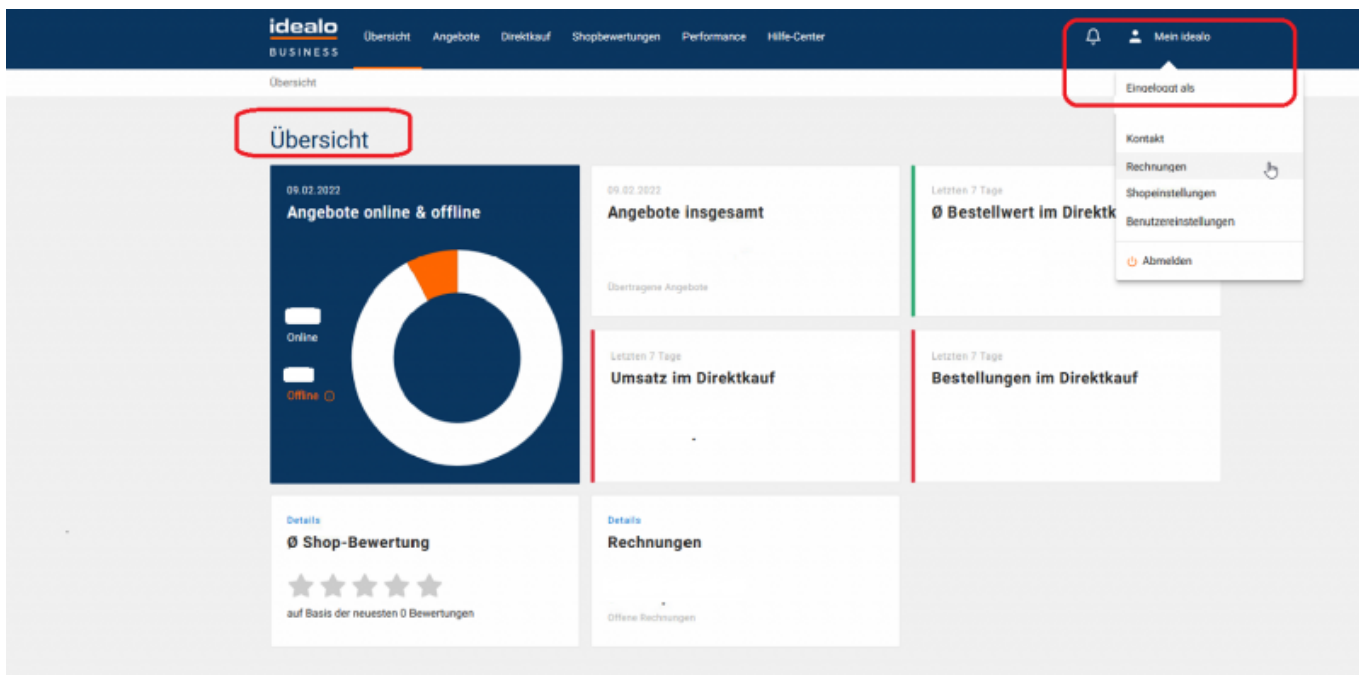 idealo
BUSINESS
Übersicht Angebote Direktkauf Shopbewertungen Performance Hilfe-Center
Mein idealo
Übersicht
Eingeloggt als
Kontakt
Rechnungen
Shopeinstellungen
Benutzereinstellungen
Abmelden
Übersicht
09.02.2022
Angebote online & offline
Online
Offline
09.02.2022
Angebote insgesamt
Übertragene Angebote
Letzten 7 Tage
Ø Bestellwert im Direktk
Letzten 7 Tage
Umsatz im Direktkauf
Letzten 7 Tage
Bestellungen im Direktkauf
Details
Ø Shop-Bewertung
auf Basis der neuesten 0 Bewertungen
Details
Rechnungen
Offene Rechnungen